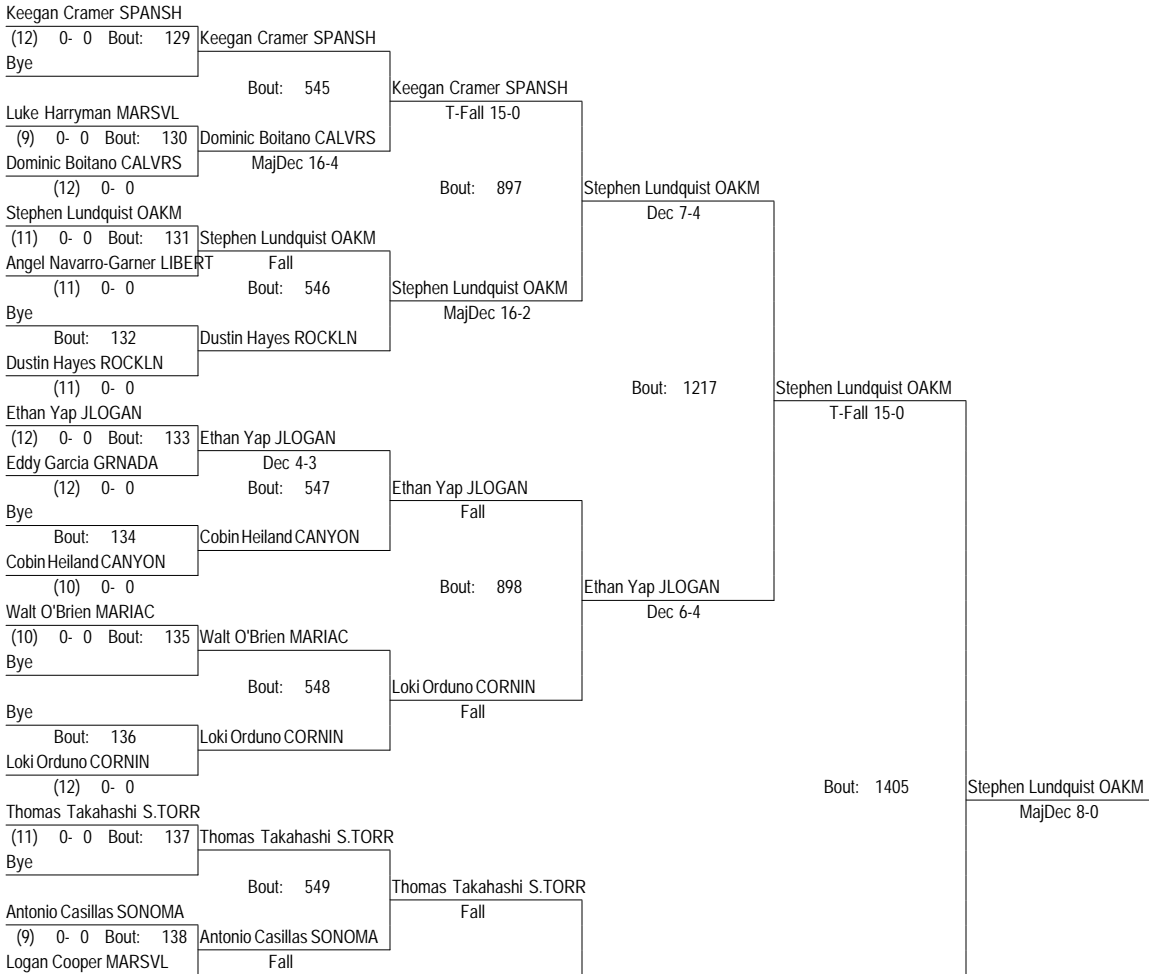 Keegan Cramer SPANSH
(12) 0- 0 Bout: 129 Keegan Cramer SPANSH
Bye
Bout: 545 Keegan Cramer SPANSH
Luke Harryman MARSVL T-Fall 15-0
(9) 0- 0 Bout: 130 Dominic Boitano CALVRS
Dominic Boitano CALVRS MajDec 16-4
(12) 0- 0 Bout: 897 Stephen Lundquist OAKM
Stephen Lundquist OAKM Dec 7-4
(11) 0- 0 Bout: 131 Stephen Lundquist OAKM
Angel Navarro-Garner LIBERT Fall
(11) 0- 0 Bout: 546 Stephen Lundquist OAKM
Bye MajDec 16-2
Bout: 132 Dustin Hayes ROCKLN
Dustin Hayes ROCKLN
(11) 0- 0 Bout: 1217 Stephen Lundquist OAKM
Ethan Yap JLOGAN T-Fall 15-0
(12) 0- 0 Bout: 133 Ethan Yap JLOGAN
Eddy Garcia GRNADA Dec 4-3
(12) 0- 0 Bout: 547 Ethan Yap JLOGAN
Bye Fall
Bout: 134 Cobin Heiland CANYON
Cobin Heiland CANYON
(10) 0- 0 Bout: 898 Ethan Yap JLOGAN
Walt O'Brien MARIAC Dec 6-4
(10) 0- 0 Bout: 135 Walt O'Brien MARIAC
Bye
Bout: 548 Loki Orduno CORNIN
Bye Fall
Bout: 136 Loki Orduno CORNIN
Loki Orduno CORNIN
(12) 0- 0 Bout: 1405 Stephen Lundquist OAKM
Thomas Takahashi S.TORR MajDec 8-0
(11) 0- 0 Bout: 137 Thomas Takahashi S.TORR
Bye
Bout: 549 Thomas Takahashi S.TORR
Antonio Casillas SONOMA Fall
(9) 0- 0 Bout: 138 Antonio Casillas SONOMA
Logan Cooper MARSVL Fall